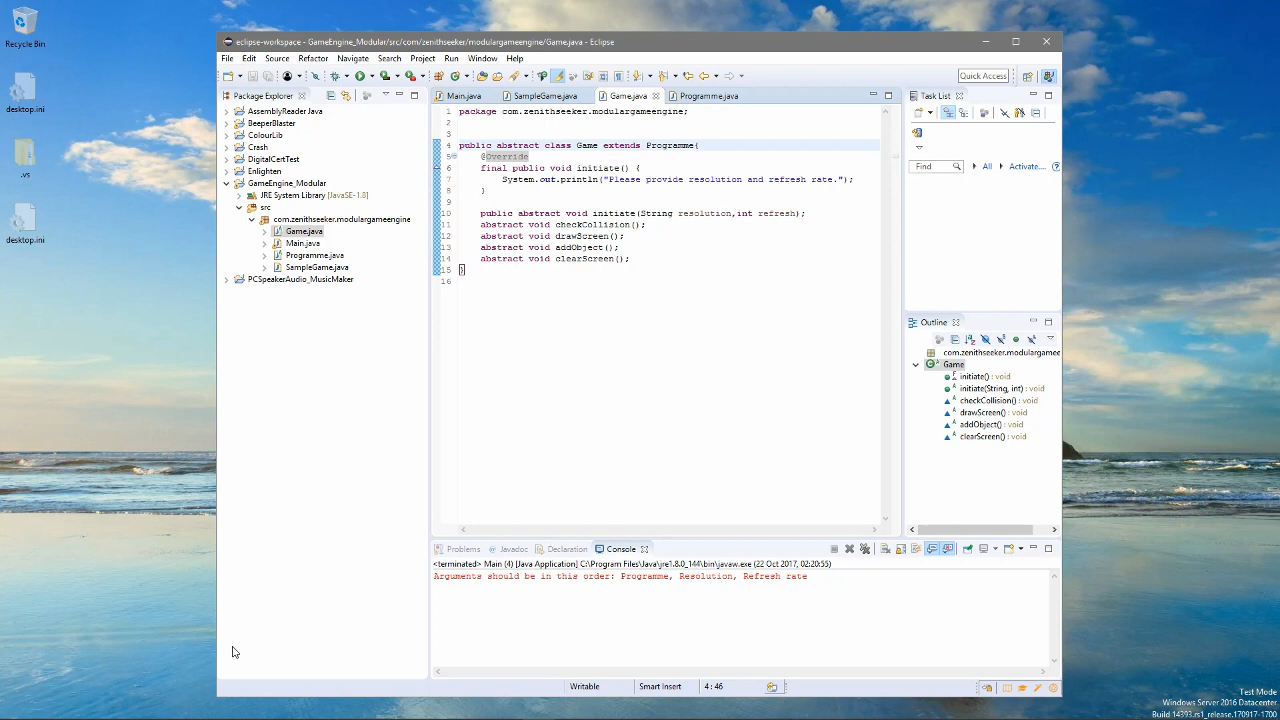 Recycle Bin
desktop.ini
.vs
desktop.ini
eclipse-workspace - GameEngine_Modular/src/com/zenithseeker/modulargameengine/Game.java - Eclipse
File Edit Source Refactor Navigate Search Project Run Window Help
Quick Access
Package Explorer
AssemblyReader Java
BeeperBlaster
ColourLib
Crash
DigitalCertTest
Enlighten
GameEngine_Modular
JRE System Library [JavaSE-1.8]
src
com.zenithseeker.modulargameengine
Game.java
Main.java
Programme.java
SampleGame.java
PCSpeakerAudio_MusicMaker
Main.java SampleGame.java Game.java Programme.java
1 package com.zenithseeker.modulargameengine;
2
3
4 public abstract class Game extends Programme{
5 @Override
6 final public void initiate() {
7 System.out.println("Please provide resolution and refresh rate.");
8 }
9
10 public abstract void initiate(String resolution,int refresh);
11 abstract void checkCollision();
12 abstract void drawScreen();
13 abstract void addObject();
14 abstract void clearScreen();
15 }
16
Task List
Find All Activate...
Outline
com.zenithseeker.modulargamee
Game
initiate() : void
initiate(String, int) : void
checkCollision() : void
drawScreen() : void
addObject() : void
clearScreen() : void
Problems Javadoc Declaration Console
<terminated> Main (4) [Java Application] C:\Program Files\Java\jre1.8.0_144\bin\javaw.exe (22 Oct 2017, 02:20:55)
Arguments should be in this order: Programme, Resolution, Refresh rate
Writable Smart Insert 4 : 46
Test Mode
Windows Server 2016 Datacenter
Build 14393.rs1_release.170917-1700